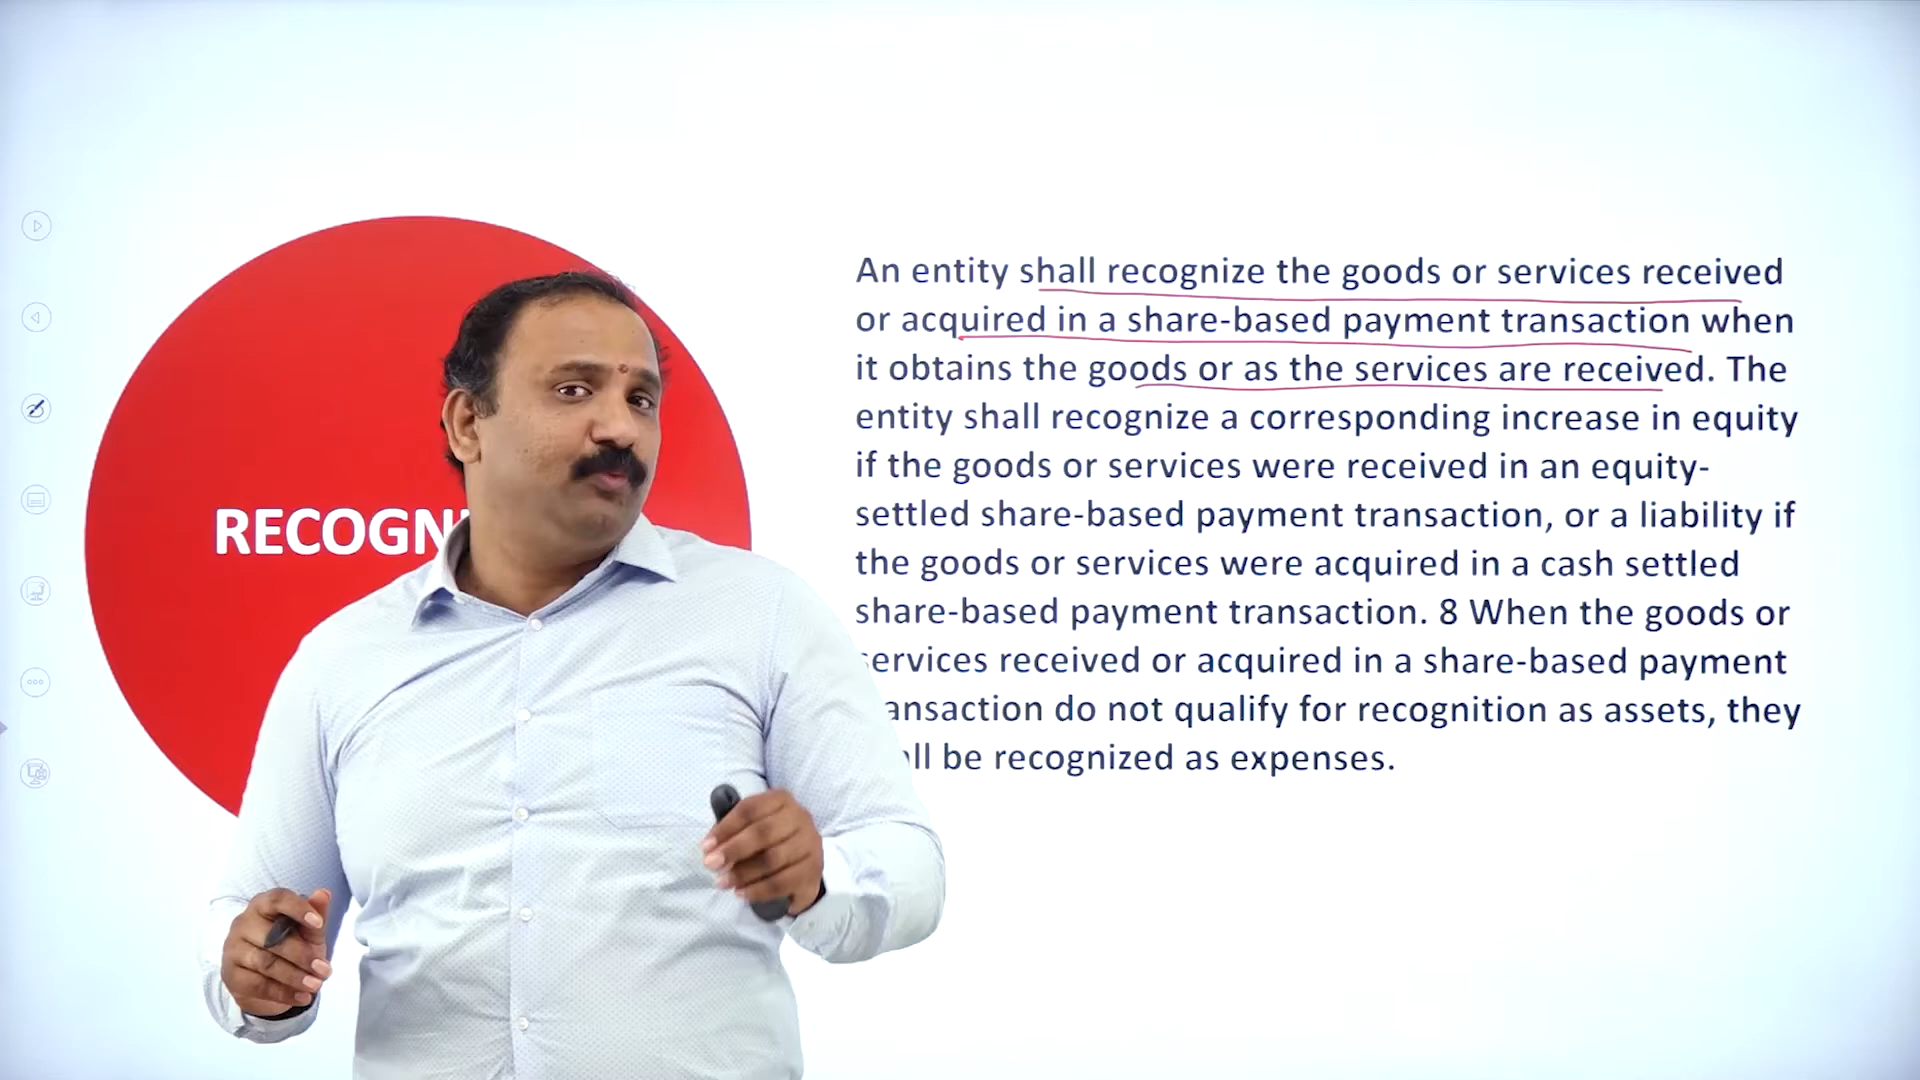 RECOGNI
An entity shall recognize the goods or services received
or acquired in a share-based payment transaction when
it obtains the goods or as the services are received. The
entity shall recognize a corresponding increase in equity
if the goods or services were received in an equity-
settled share-based payment transaction, or a liability if
the goods or services were acquired in a cash settled
share-based payment transaction. 8 When the goods or
services received or acquired in a share-based payment
ansaction do not qualify for recognition as assets, they
ll be recognized as expenses.